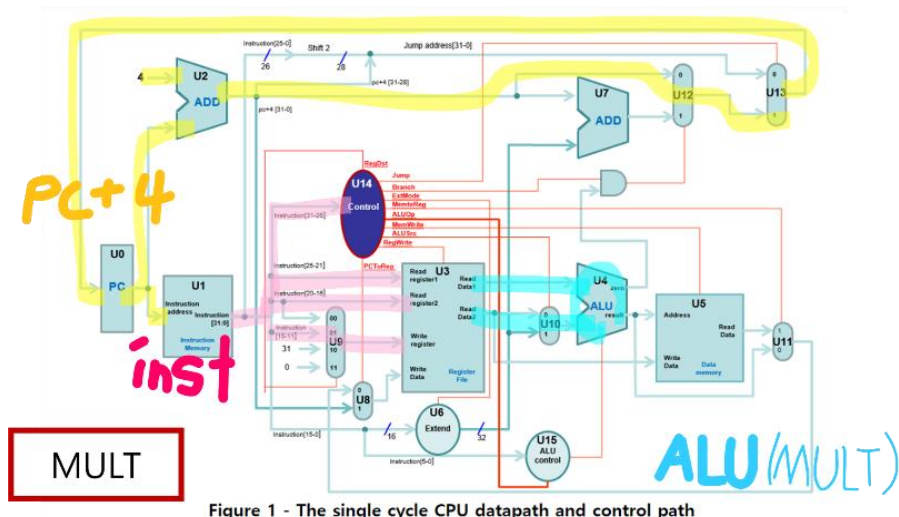 Instruction[25-0]
Shift 2
Jump address[31-0]
26
28
4
U2
ADD
pc+4 [31-28]
pc+4 [31-0]
U7
ADD
0
U12
1
0
U13
1
PC+4
RegDst
U14
Control
Jump
Branch
ExtMode
MemtoReg
ALUOp
MemWrite
ALUSrc
RegWrite
PCToReg
Instruction[31-26]
U0
PC
U1
Instruction address
Instruction [31:0]
Instruction Memory
inst
Instruction[25-21]
Instruction[20-16]
Instruction
00
10
11
31
0
U9
U3
Read register1
Read register2
Write register
Write Data
Read Data1
Read Data2
Register File
0
U10
1
U4
ALU
zero
result
U5
Address
Read Data
Write Data
Data memory
1
U11
0
0
U8
1
U6
Extend
Instruction[15-0]
16
32
Instruction[5-0]
U15
ALU control
MULT
ALU(MULT)
Figure 1 - The single cycle CPU datapath and control path